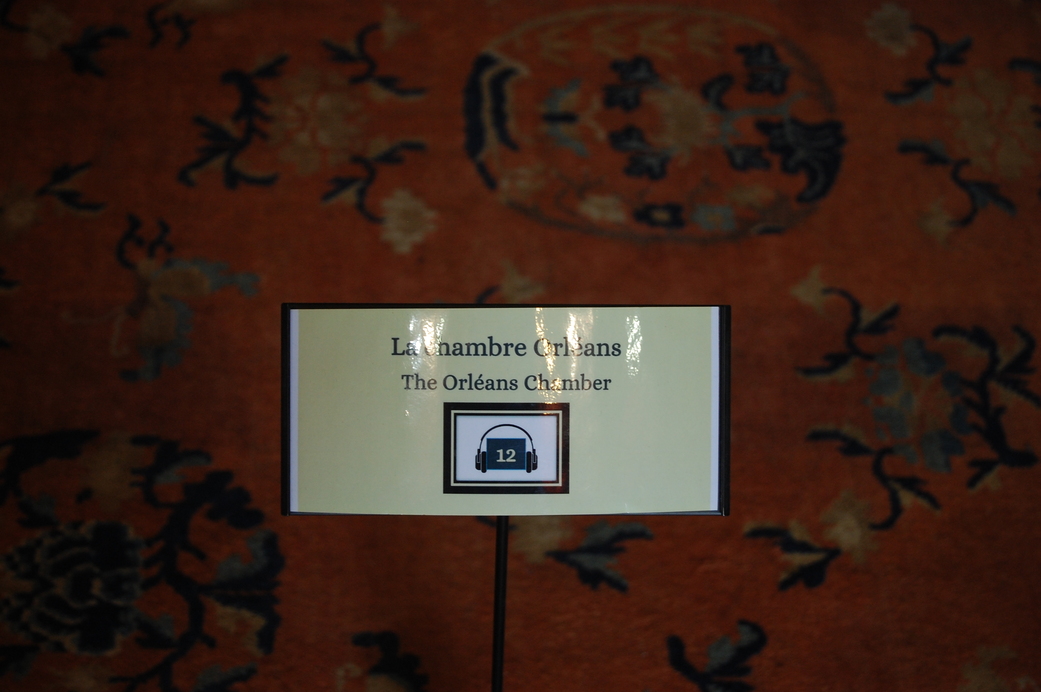 La chambre Orléans
The Orléans Chamber
12